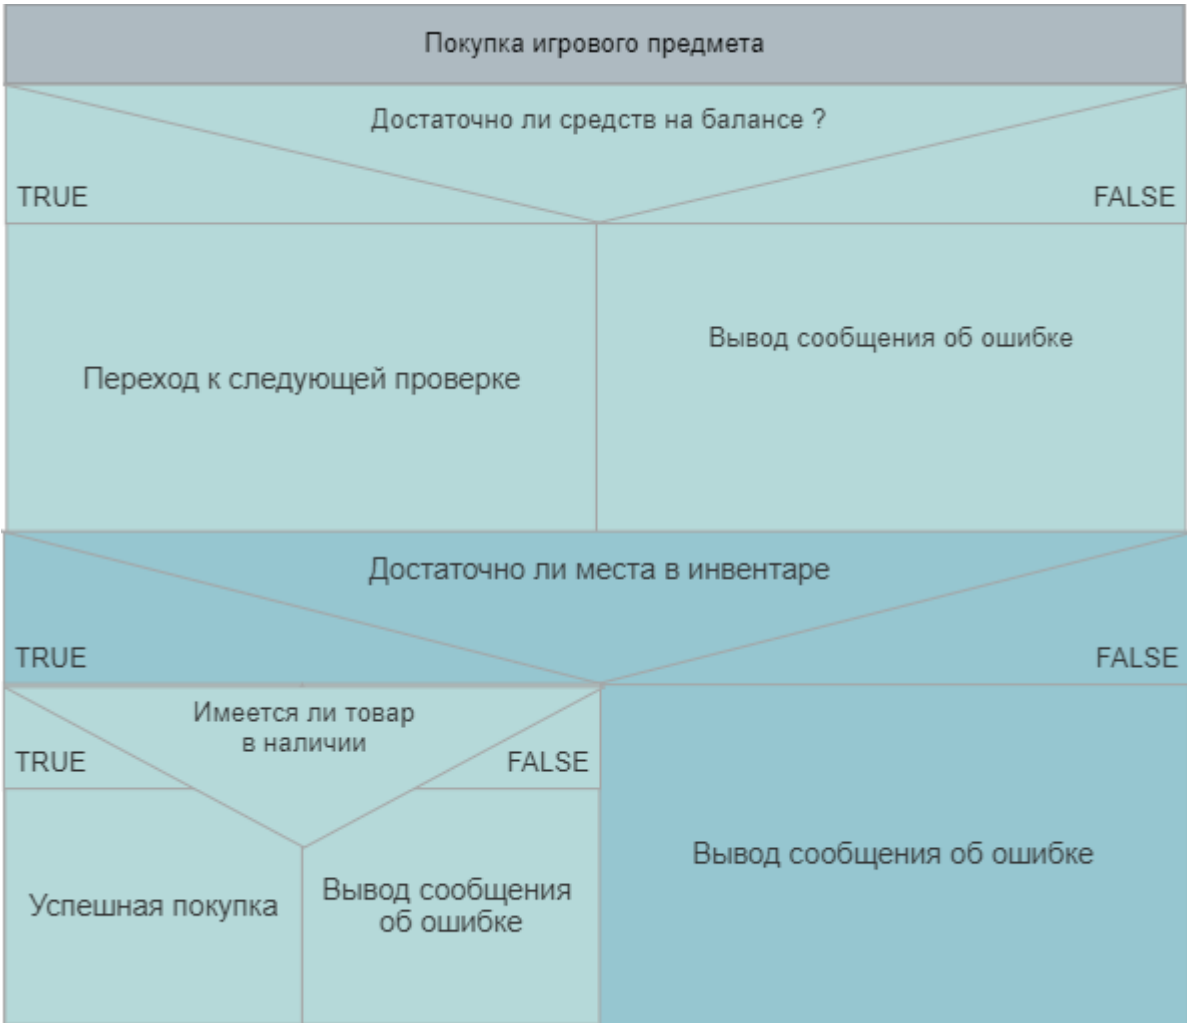 Покупка игрового предмета
Достаточно ли средств на балансе ?
TRUE
FALSE
Переход к следующей проверке
Вывод сообщения об ошибке
Достаточно ли места в инвентаре
TRUE
FALSE
Имеется ли товар
в наличии
TRUE
FALSE
Успешная покупка
Вывод сообщения
об ошибке
Вывод сообщения об ошибке